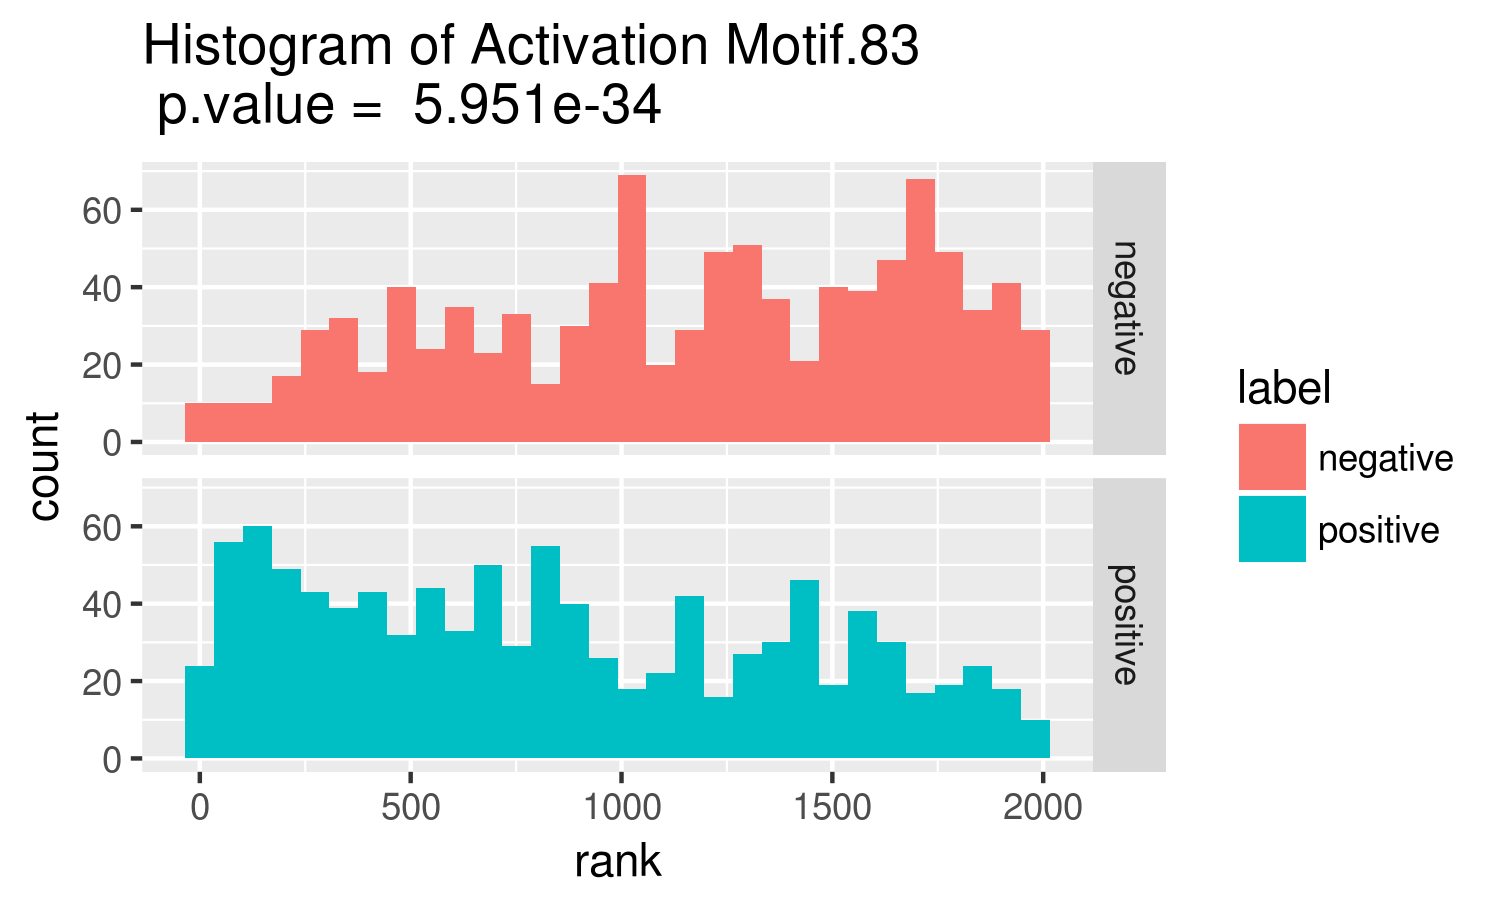 Histogram of Activation Motif.83
p.value = 5.951e-34
60
40
20
0
negative
60
40
20
0
positive
count
0 500 1000 1500 2000
rank
label
negative
positive